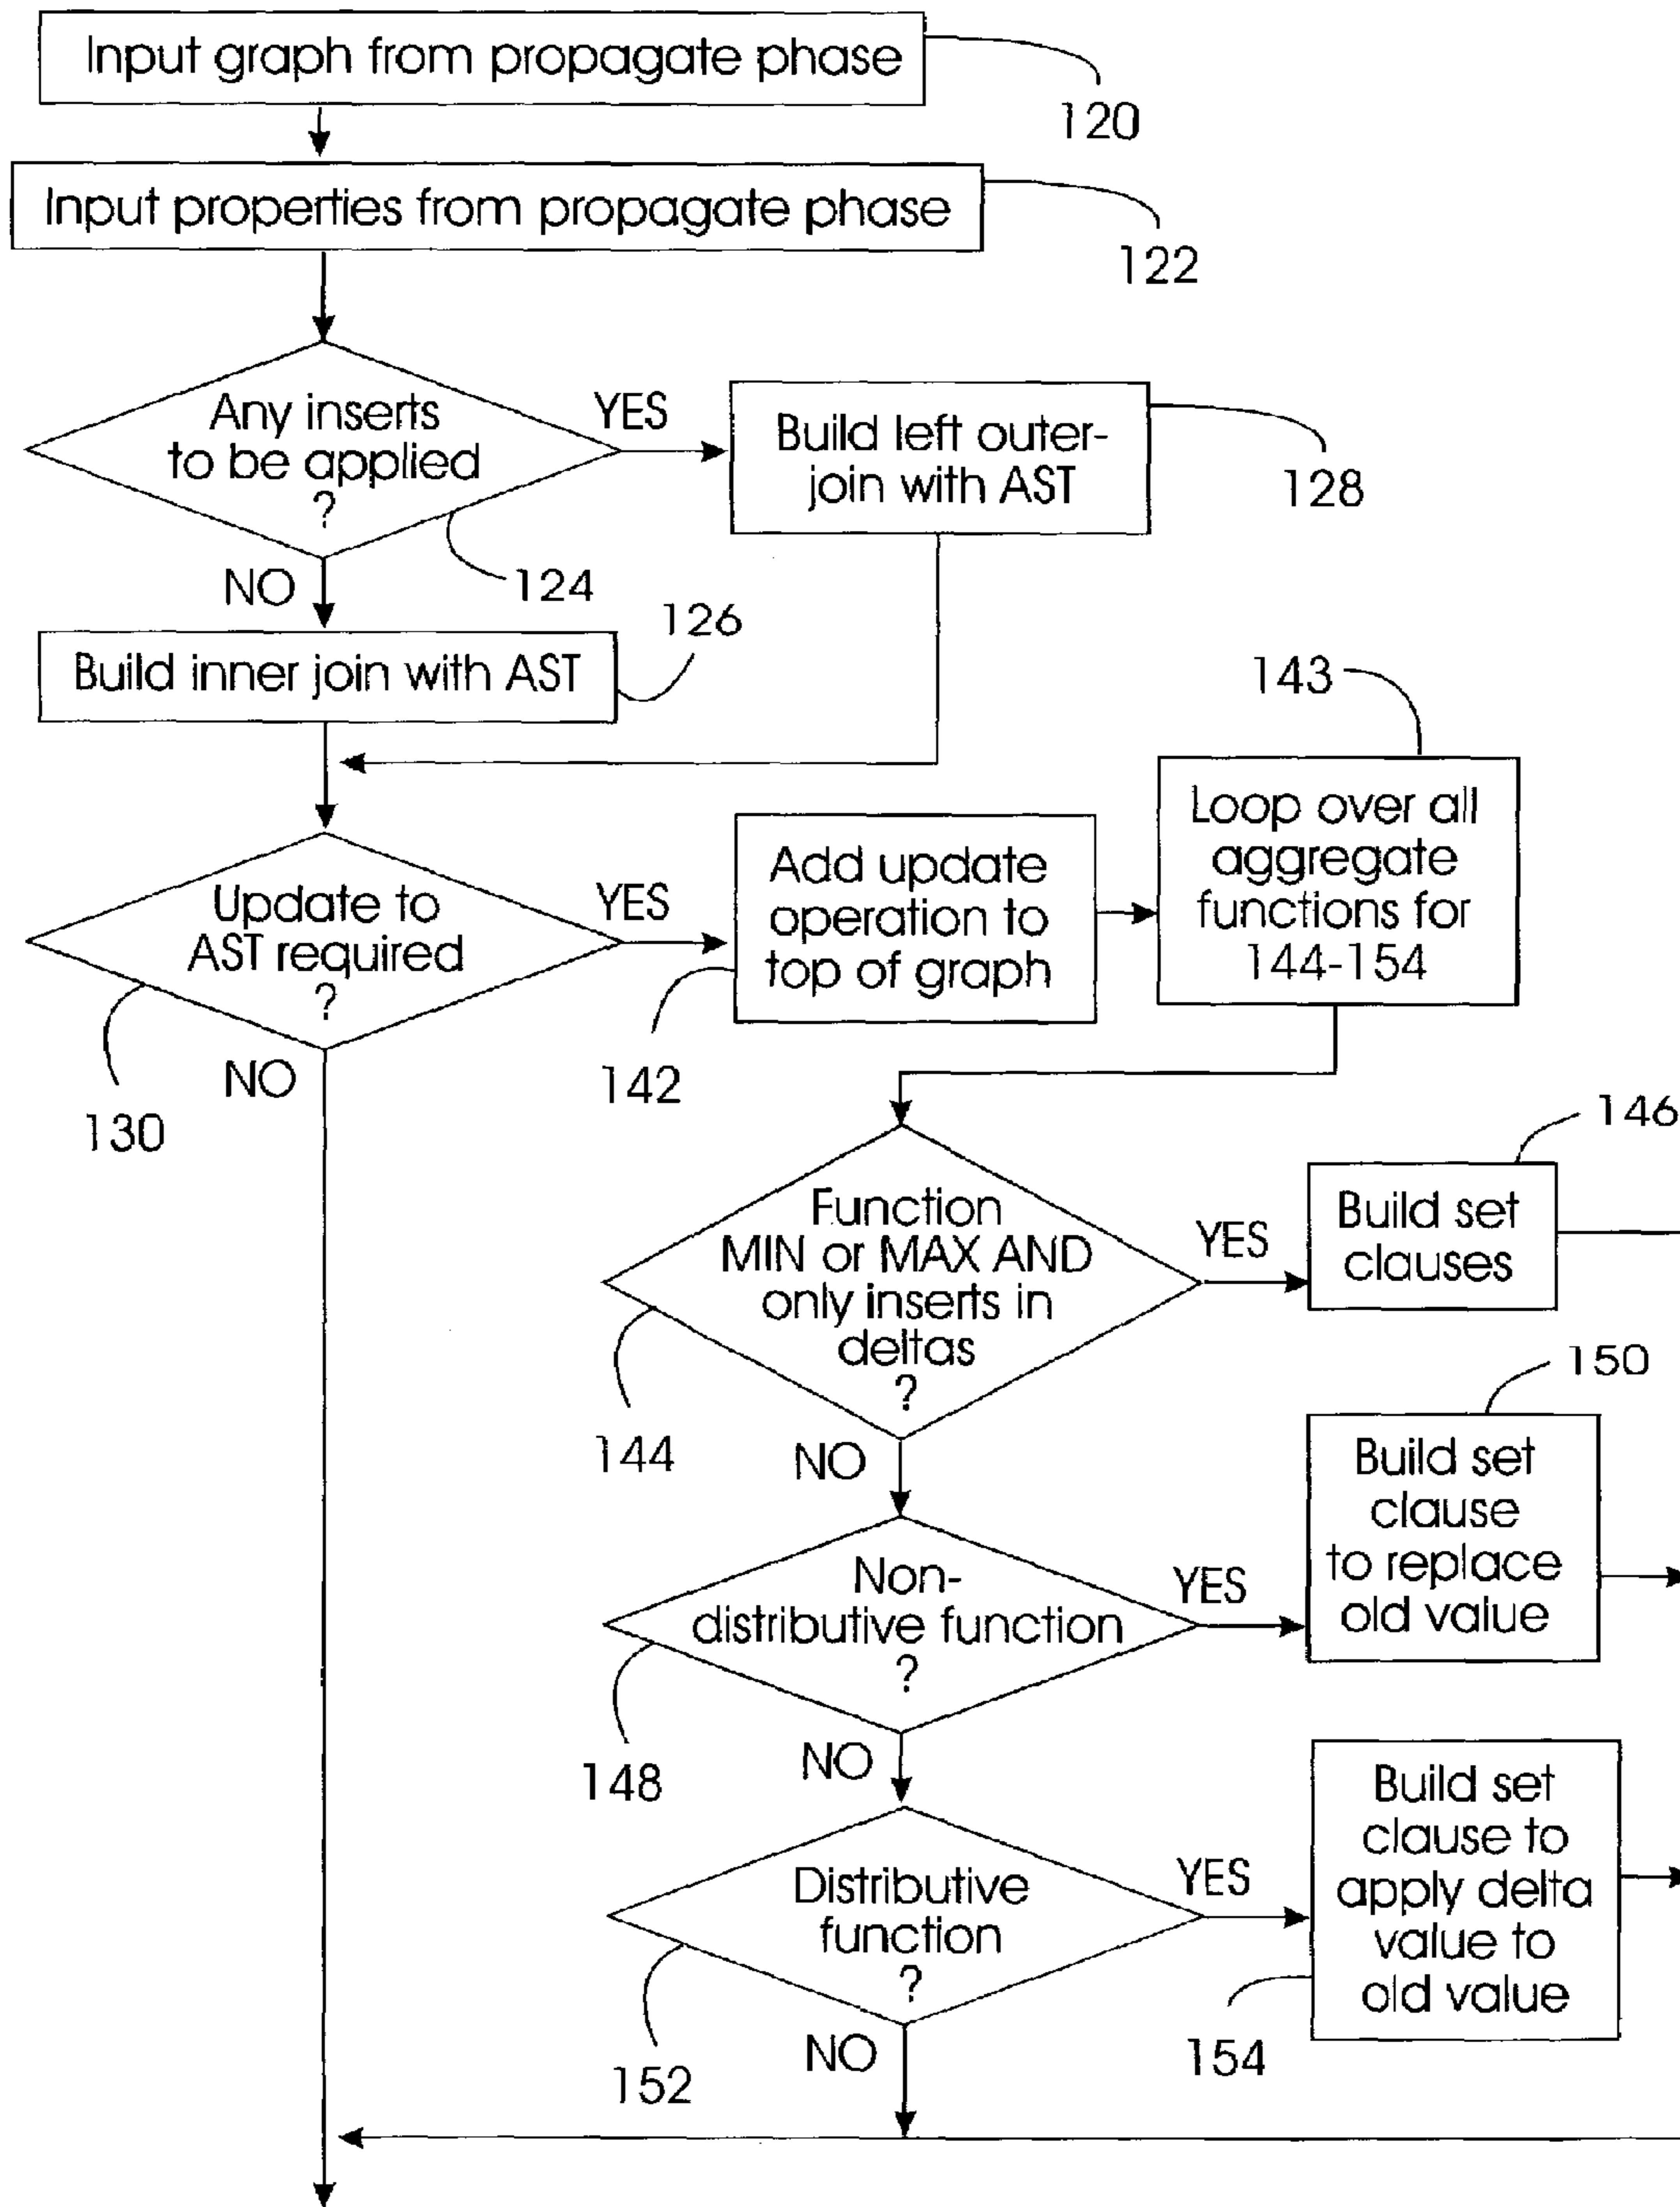 Input graph from propagate phase
120
Input properties from propagate phase
122
Any inserts
to be applied
?
YES
Build left outer-
join with AST
128
NO
124
126
Build inner join with AST
143
Loop over all
aggregate
functions for
144-154
Update to
AST required
?
YES
Add update
operation to
top of graph
NO
142
130
146
Function
MIN or MAX AND
only inserts in
deltas
?
YES
Build set
clauses
150
144
NO
Build set
clause
to replace
old value
Non-
distributive function
?
YES
148
NO
Build set
clause to
apply delta
value to
old value
Distributive
function
?
YES
152
NO
154